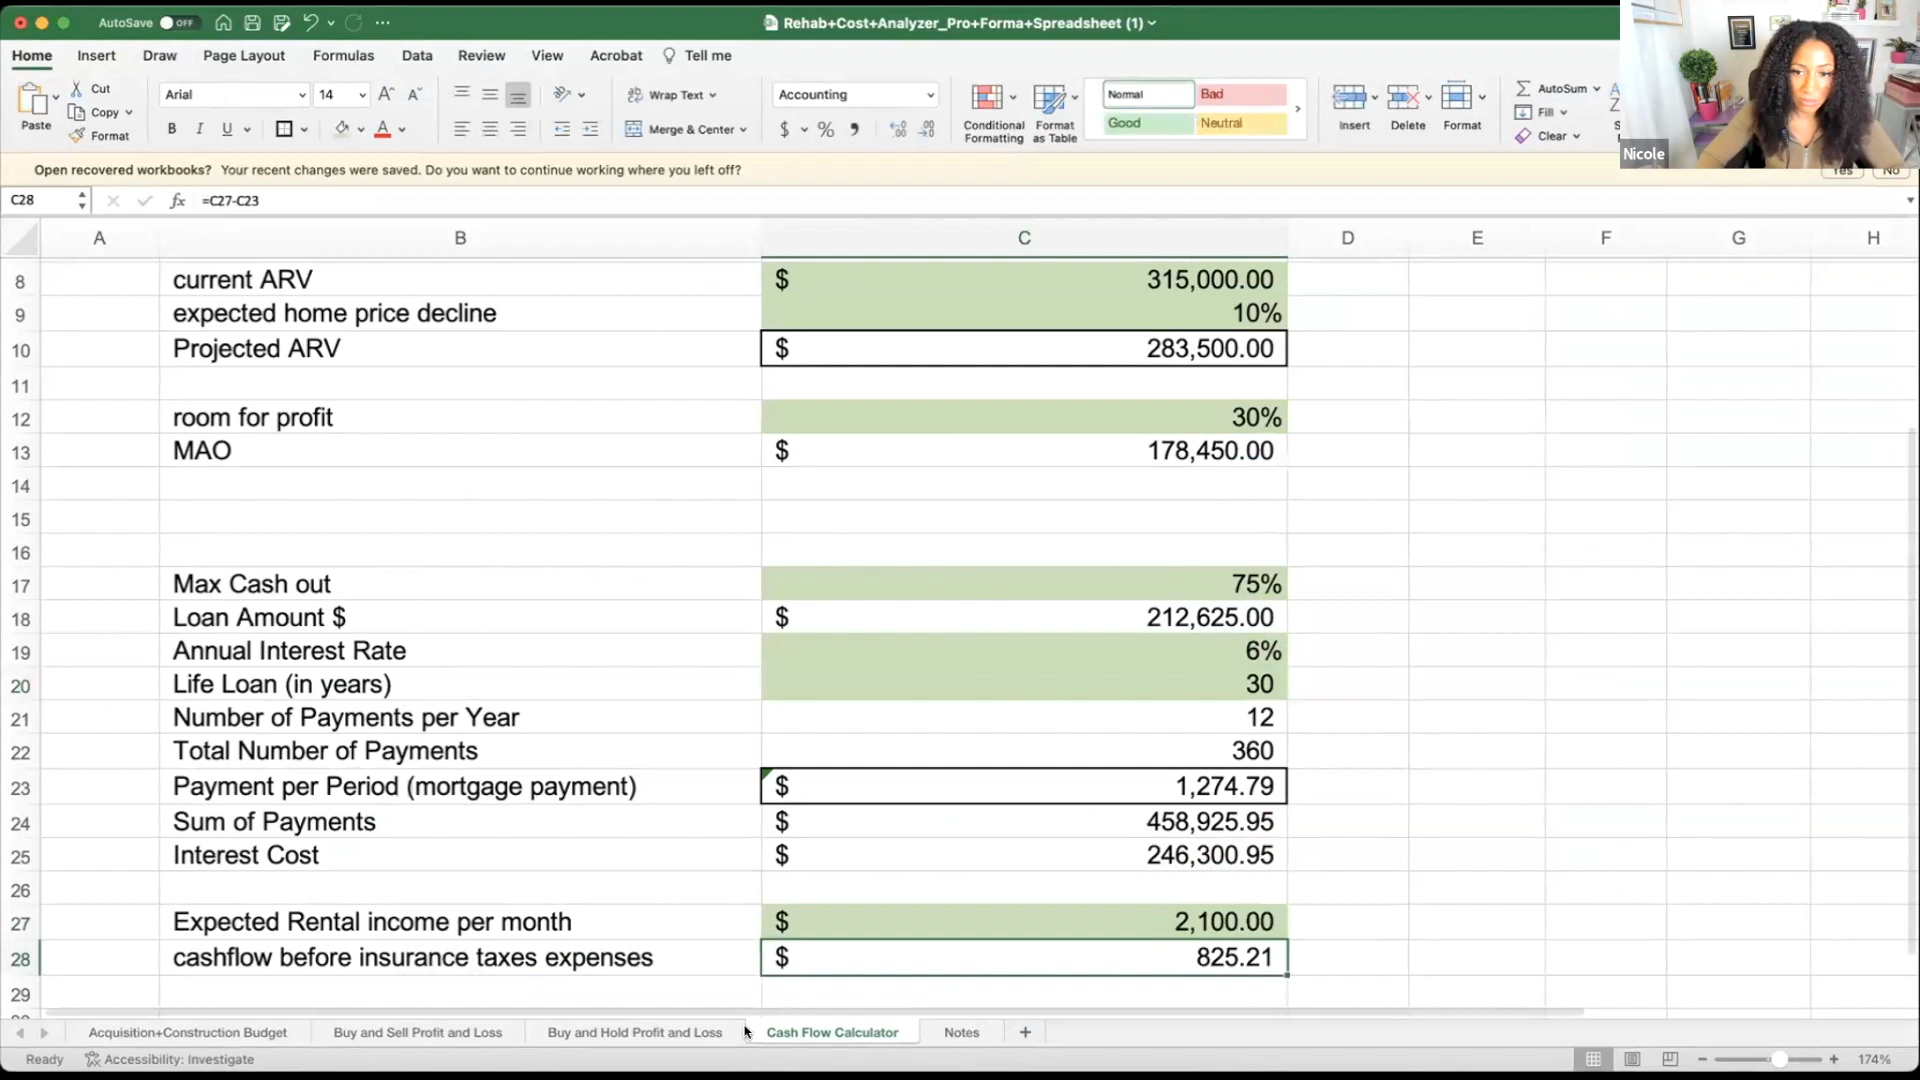 AutoSave OFF
Rehab+Cost+Analyzer_Pro+Forma+Spreadsheet (1)
Home Insert Draw Page Layout Formulas Data Review View Acrobat Tell me
Paste
Cut
Copy
Format
Arial 14
B I U
Wrap Text
Merge & Center
Accounting
$ %
Conditional Formatting
Format as Table
Normal Bad
Good Neutral
Insert Delete Format
AutoSum
Fill
Clear
Nicole
Open recovered workbooks? Your recent changes were saved. Do you want to continue working where you left off? Yes No
C28 fx =C27-C23
A B C D E F G H
8 current ARV $ 315,000.00
9 expected home price decline 10%
10 Projected ARV $ 283,500.00
11
12 room for profit 30%
13 MAO $ 178,450.00
14
15
16
17 Max Cash out 75%
18 Loan Amount $ $ 212,625.00
19 Annual Interest Rate 6%
20 Life Loan (in years) 30
21 Number of Payments per Year 12
22 Total Number of Payments 360
23 Payment per Period (mortgage payment) $ 1,274.79
24 Sum of Payments $ 458,925.95
25 Interest Cost $ 246,300.95
26
27 Expected Rental income per month $ 2,100.00
28 cashflow before insurance taxes expenses $ 825.21
29
Acquisition+Construction Budget Buy and Sell Profit and Loss Buy and Hold Profit and Loss Cash Flow Calculator Notes +
Ready Accessibility: Investigate 174%